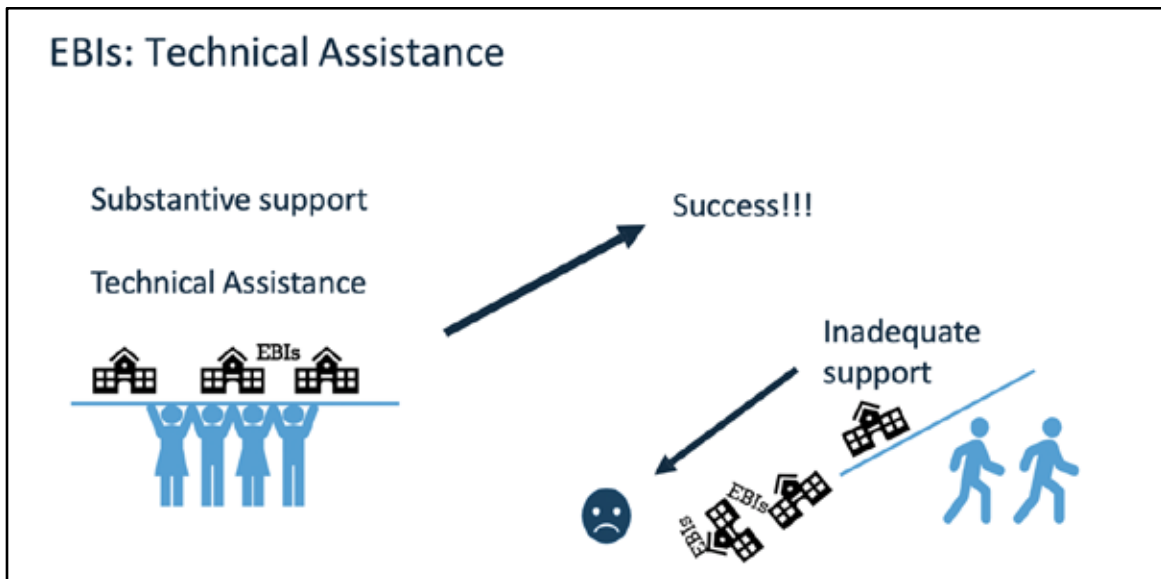 EBIs: Technical Assistance
Substantive support
Success!!!
Technical Assistance
EBIs
Inadequate
support
EBIs
EBIs